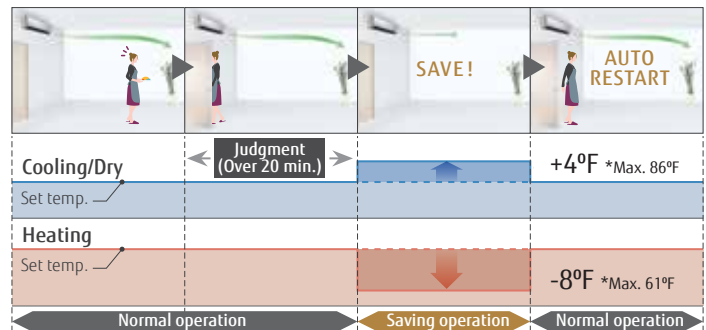 SAVE!
AUTO
RESTART
Judgment
(Over 20 min.)
Cooling/Dry
+4ºF *Max. 86ºF
Set temp.
Heating
Set temp.
-8ºF *Max. 61ºF
Normal operation
Saving operation
Normal operation